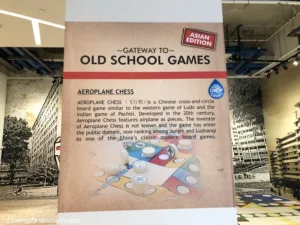 GATEWAY TO
OLD SCHOOL GAMES
ASIAN
EDITION
AEROPLANE CHESS
AEROPLANE CHESS (飞行棋) is a Chinese cross-and-circle
board game similar to the western game of Ludo and the
Indian game of Pachisi. Developed in the 20th century,
Aeroplane Chess features airplane as pieces. The inventor
of Aeroplane Chess is not known and the game has enter
the public domain, now ranking among Jungle and Luzhanqi
as one of the China's classic modern board games.